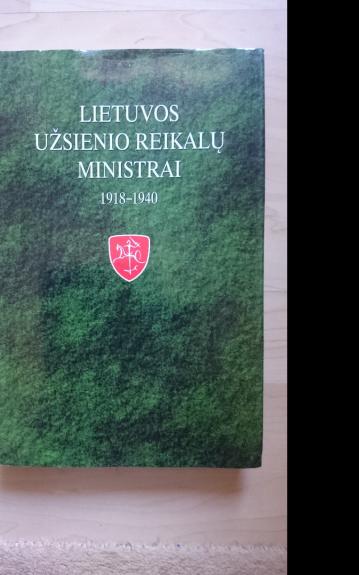 LIETUVOS
UŽSIENIO REIKALŲ
MINISTRAI
1918–1940